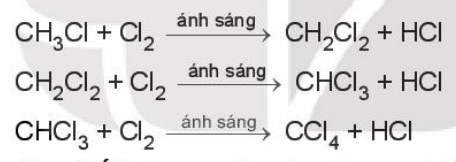 CH₃Cl + Cl₂ —ánh sáng→ CH₂Cl₂ + HCl
CH₂Cl₂ + Cl₂ —ánh sáng→ CHCl₃ + HCl
CHCl₃ + Cl₂ —ánh sáng→ CCl₄ + HCl